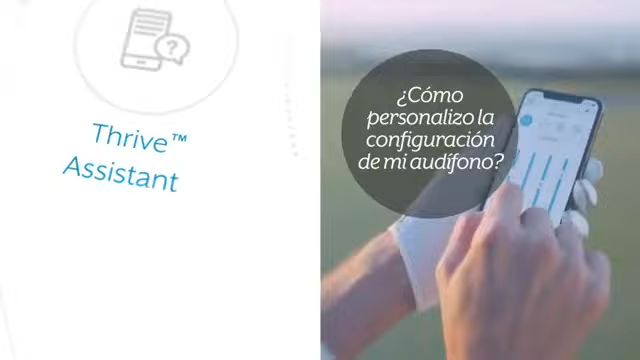 Thrive™
Assistant
¿Cómo
personalizo la
configuración
de mi audífono?